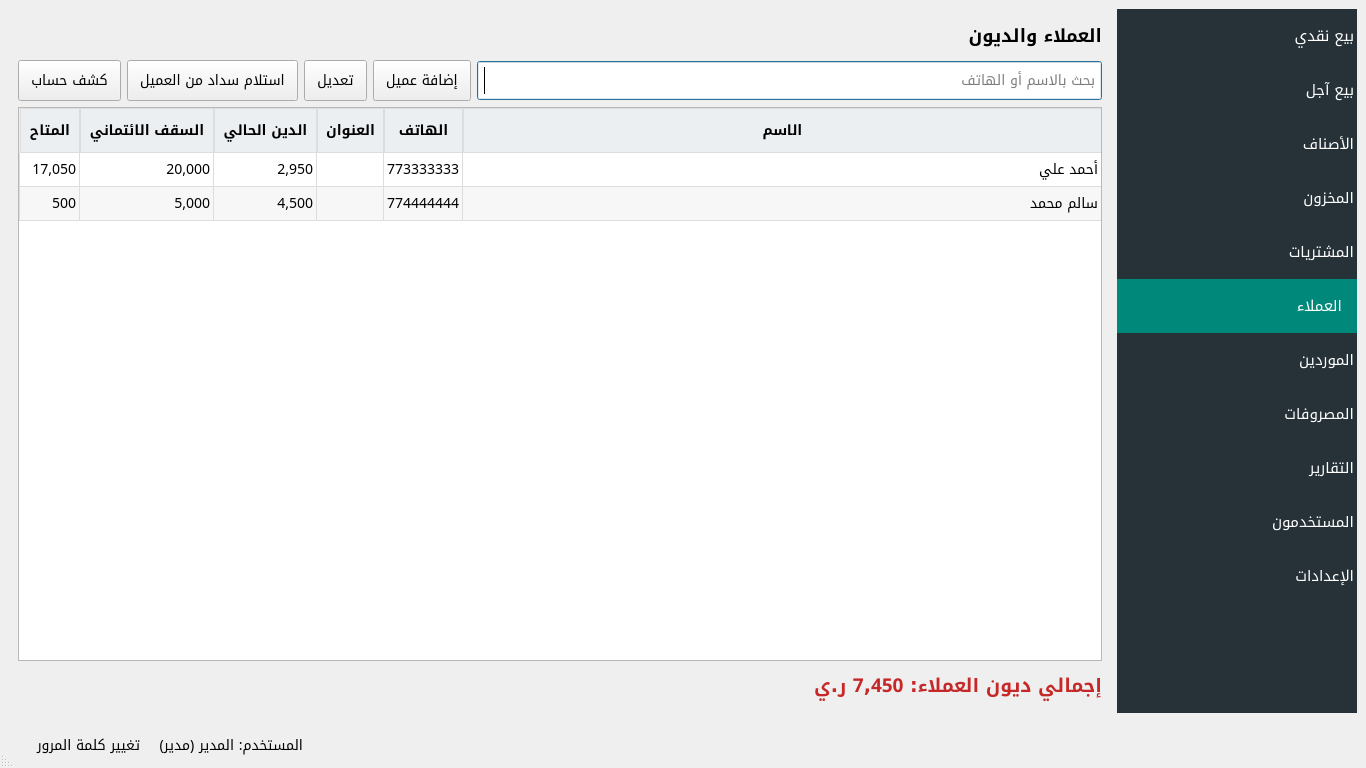 بيع نقدي
بيع آجل
الأصناف
المخزون
المشتريات
العملاء
الموردين
المصروفات
التقارير
المستخدمون
الإعدادات
العملاء والديون
بحث بالاسم أو الهاتف إضافة عميل تعديل استلام سداد من العميل كشف حساب
الاسم الهاتف العنوان الدين الحالي السقف الائتماني المتاح
أحمد علي 773333333 2,950 20,000 17,050
سالم محمد 774444444 4,500 5,000 500
إجمالي ديون العملاء: 7,450 ر.ي
المستخدم: المدير (مدير) تغيير كلمة المرور